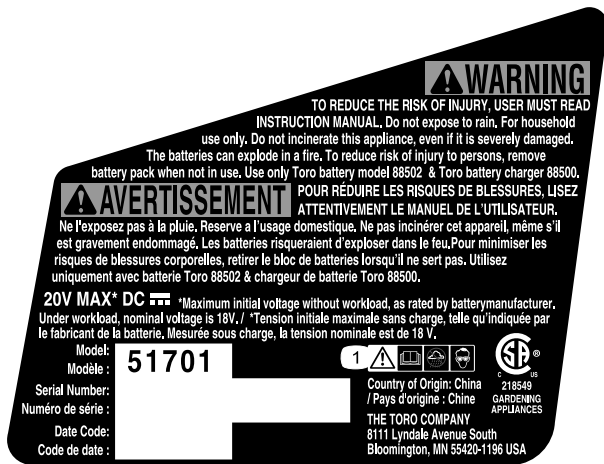 WARNING
TO REDUCE THE RISK OF INJURY, USER MUST READ
INSTRUCTION MANUAL. Do not expose to rain. For household
use only. Do not incinerate this appliance, even if it is severely damaged.
The batteries can explode in a fire. To reduce risk of injury to persons, remove
battery pack when not in use. Use only Toro battery model 88502 & Toro battery charger 88500.
AVERTISSEMENT POUR RÉDUIRE LES RISQUES DE BLESSURES, LISEZ
ATTENTIVEMENT LE MANUEL DE L'UTILISATEUR.
Ne l'exposez pas à la pluie. Reserve a l'usage domestique. Ne pas incinérer cet appareil, même s'il
est gravement endommagé. Les batteries risqueraient d'exploser dans le feu.Pour minimiser les
risques de blessures corporelles, retirer le bloc de batteries lorsqu'il ne sert pas. Utilisez
uniquement avec batterie Toro 88502 & chargeur de batterie Toro 88500.
20V MAX* DC *Maximum initial voltage without workload, as rated by batterymanufacturer.
Under workload, nominal voltage is 18V. / *Tension initiale maximale sans charge, telle qu'indiquée par
le fabricant de la batterie. Mesurée sous charge, la tension nominale est de 18 V.
Model:
Modèle :
51701
Serial Number:
Numéro de série :
Date Code:
Code de date :
1
Country of Origin: China
/ Pays d'origine : Chine
THE TORO COMPANY
8111 Lyndale Avenue South
Bloomington, MN 55420-1196 USA
SA ®
C US
218549
GARDENING
APPLIANCES